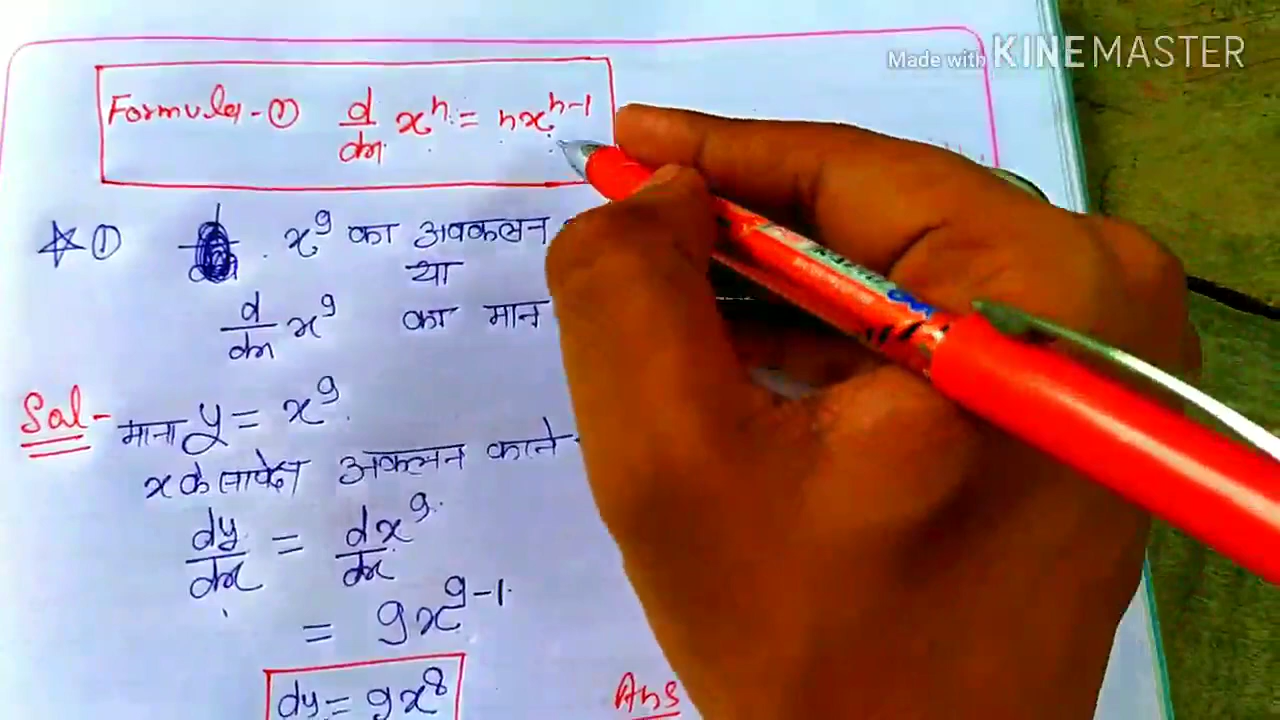 Made with KINEMASTER
Formula-① d/dx xⁿ = nxⁿ⁻¹
① x⁹ का अवकलन
या
d/dx x⁹ का मान
Sol- माना y = x⁹
x के सापेक्ष अवकलन करने
dy/dx = dx⁹/dx
= 9x⁹⁻¹
dy = 9x⁸ Ans